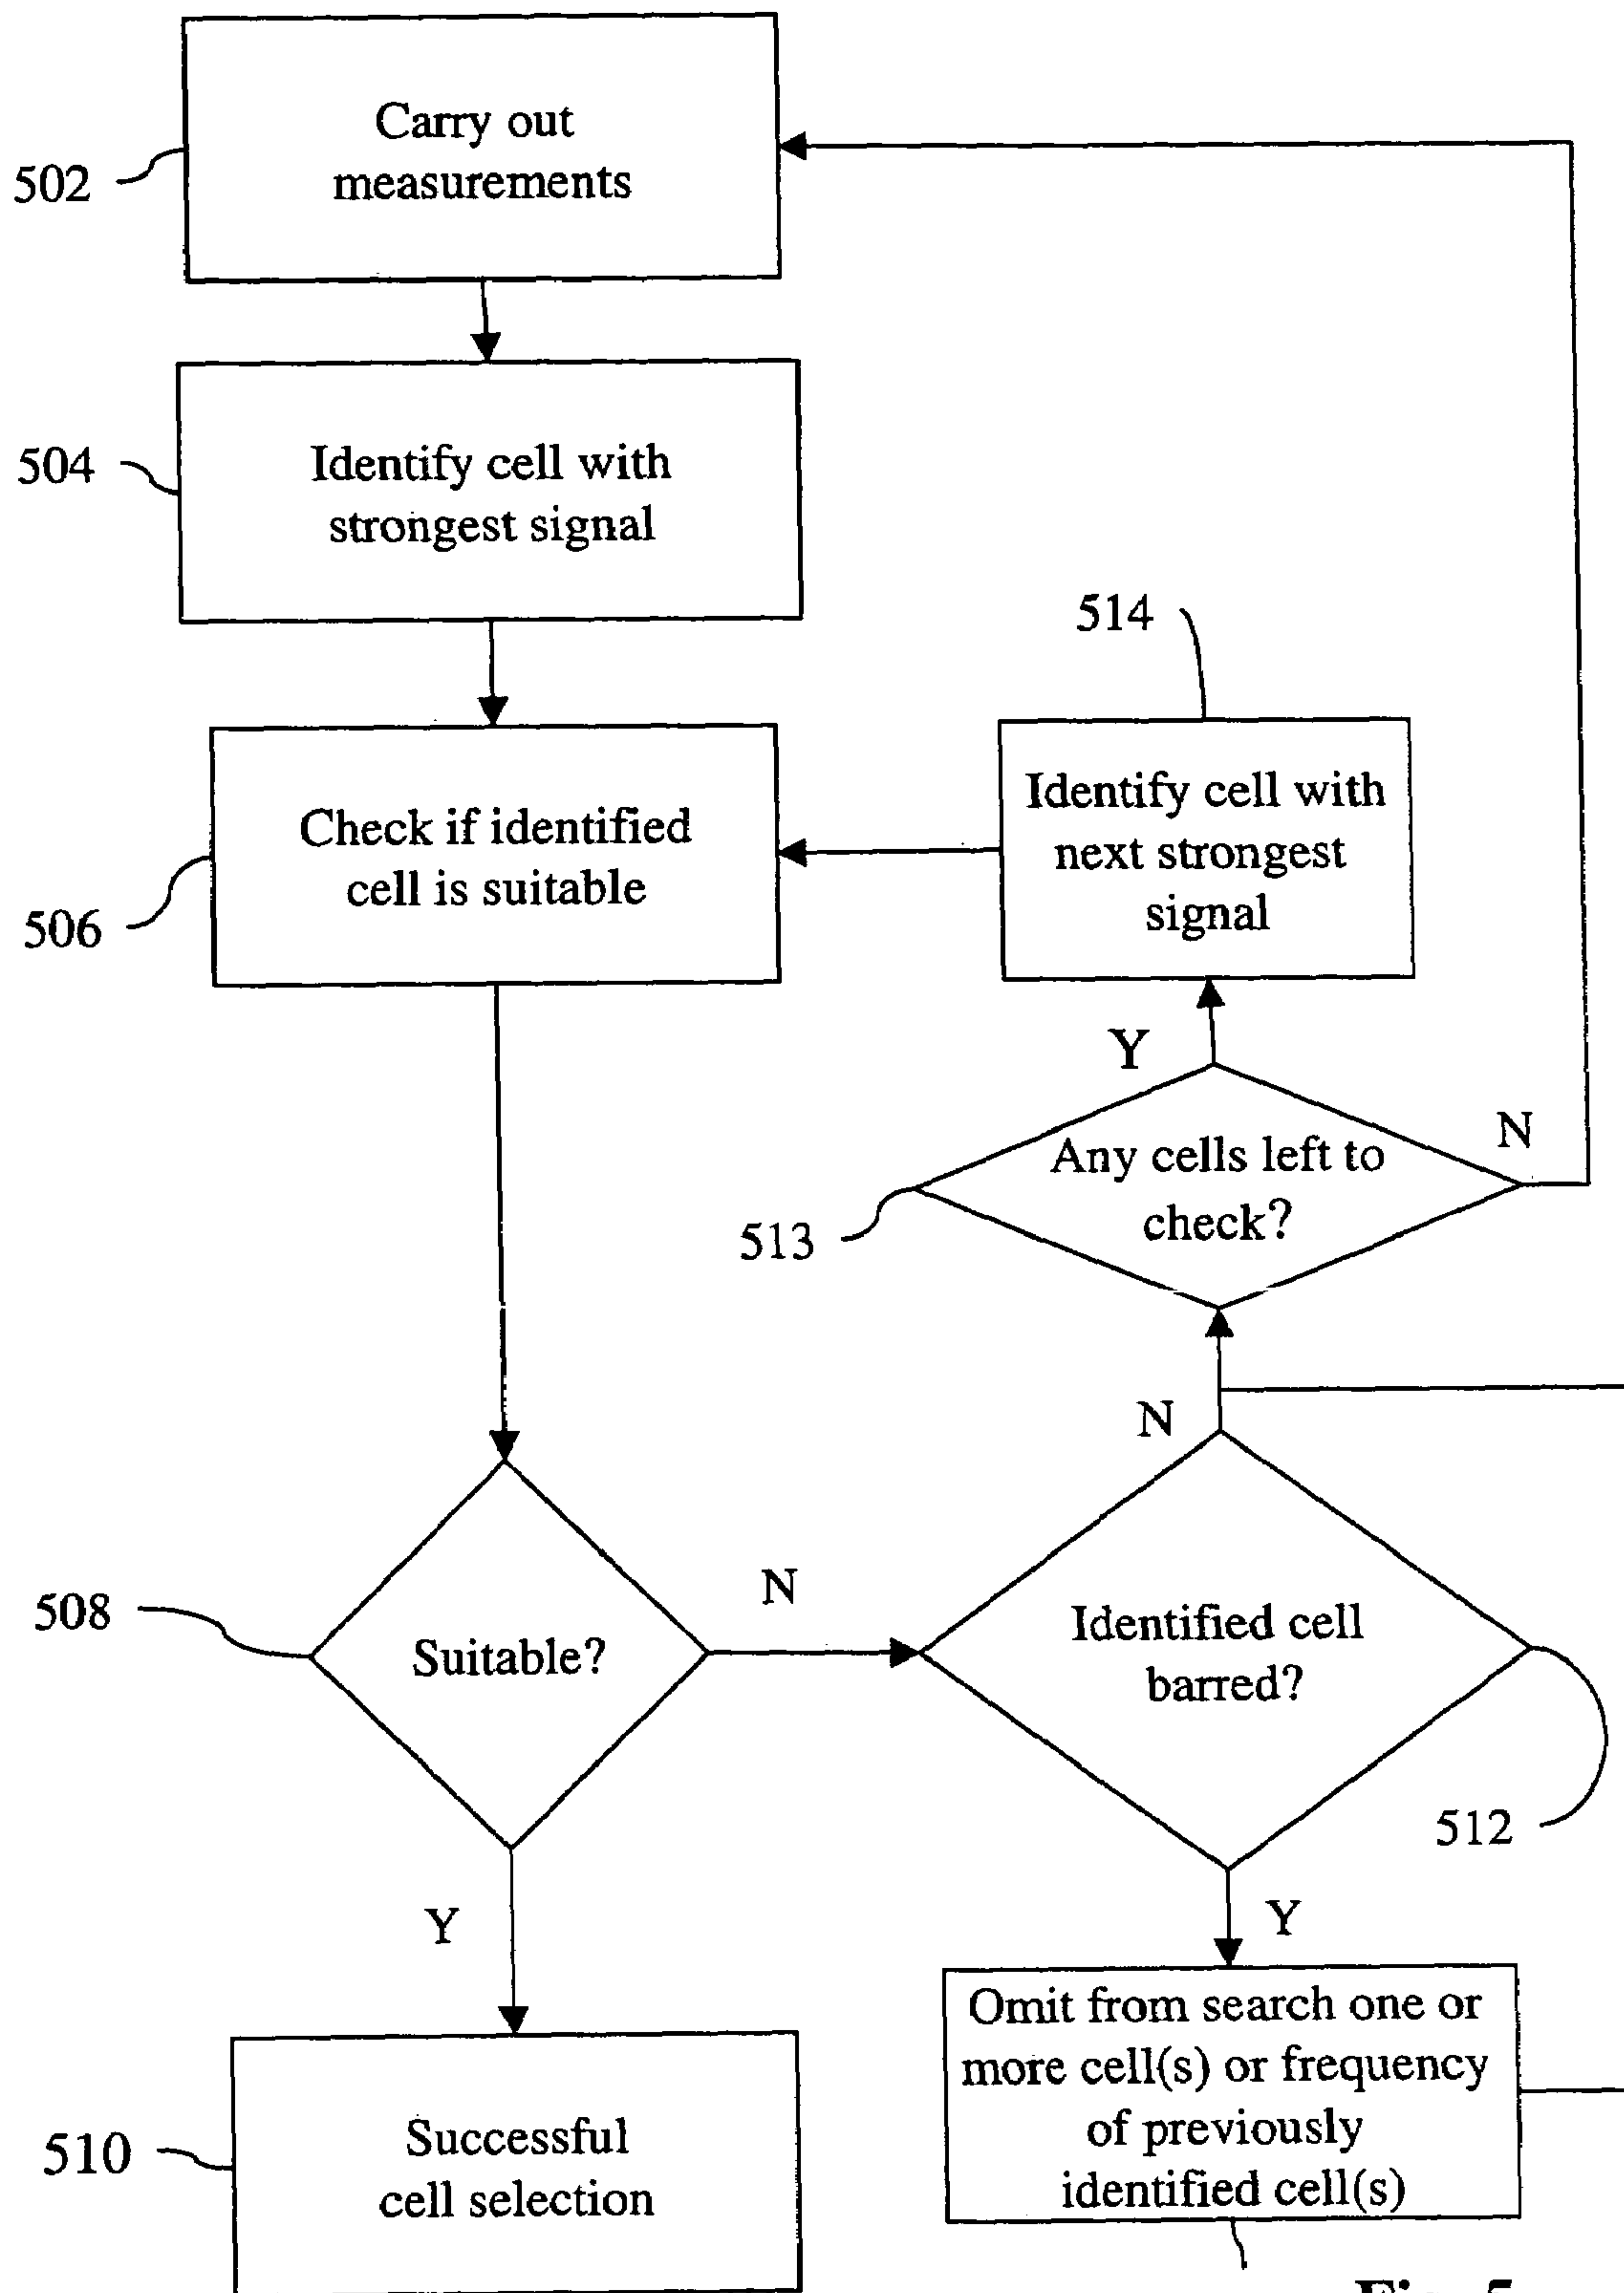 Carry out
measurements
502
504
Identify cell with
strongest signal
514
Check if identified
cell is suitable
506
Identify cell with
next strongest
signal
Y
N
Any cells left to
check?
513
N
508
Suitable?
N
Identified cell
barred?
512
Y
Y
Omit from search one or
more cell(s) or frequency
of previously
identified cell(s)
510
Successful
cell selection